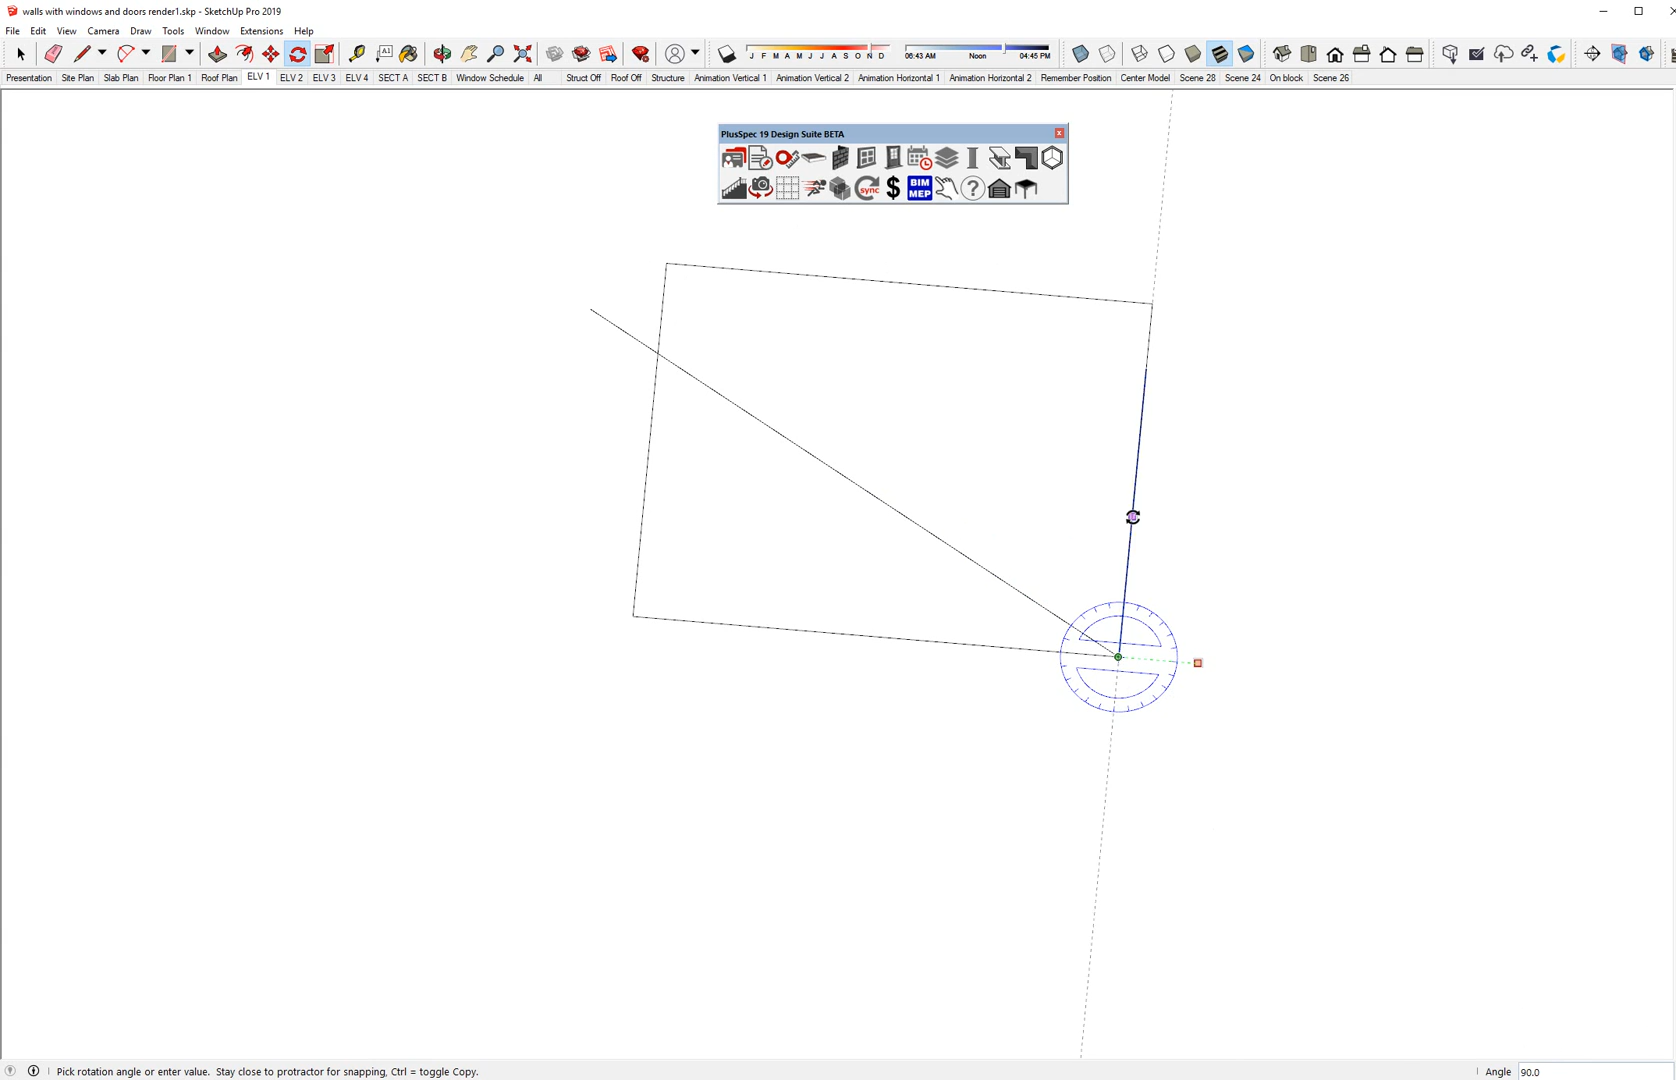 walls with windows and doors render1.skp - SketchUp Pro 2019
File Edit View Camera Draw Tools Window Extensions Help
A1 J F M A M J J A S O N D 06:43 AM Noon 04:45 PM
Presentation Site Plan Slab Plan Floor Plan 1 Roof Plan ELV 1 ELV 2 ELV 3 ELV 4 SECT A SECT B Window Schedule All Struct Off Roof Off Structure Animation Vertical 1 Animation Vertical 2 Animation Horizontal 1 Animation Horizontal 2 Remember Position Center Model Scene 28 Scene 24 On block Scene 26
PlusSpec 19 Design Suite BETA x
sync $ BIM MEP ?
Pick rotation angle or enter value. Stay close to protractor for snapping, Ctrl = toggle Copy. Angle 90.0